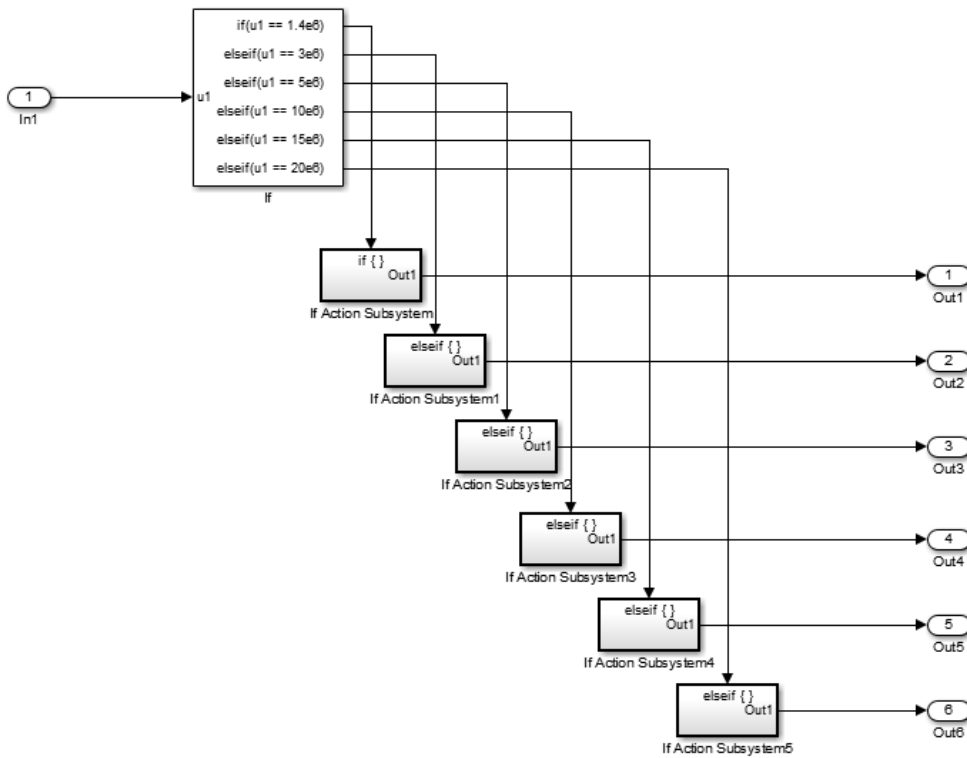 if(u1 == 1.4e6)
elseif(u1 == 3e6)
elseif(u1 == 5e6)
elseif(u1 == 10e6)
elseif(u1 == 15e6)
elseif(u1 == 20e6)
1
In1
u1
If
if { }
Out1
If Action Subsystem
1
Out1
elseif { }
Out1
If Action Subsystem1
2
Out2
elseif { }
Out1
If Action Subsystem2
3
Out3
elseif { }
Out1
If Action Subsystem3
4
Out4
elseif { }
Out1
If Action Subsystem4
5
Out5
elseif { }
Out1
If Action Subsystem5
6
Out6